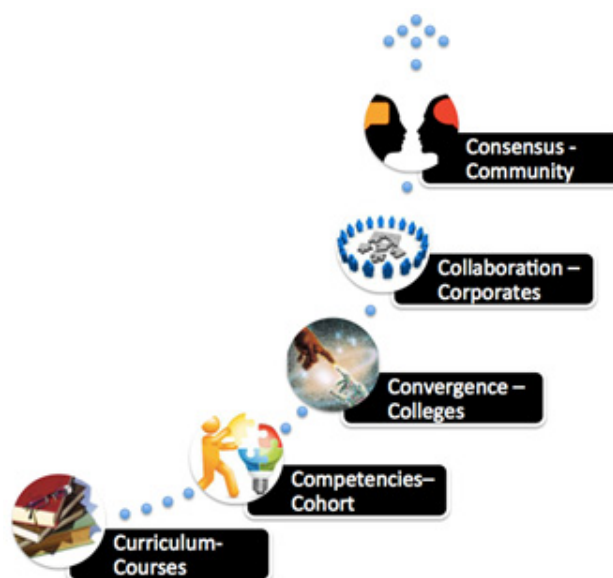 Consensus -
Community
Collaboration –
Corporates
Convergence –
Colleges
Competencies–
Cohort
Curriculum-
Courses